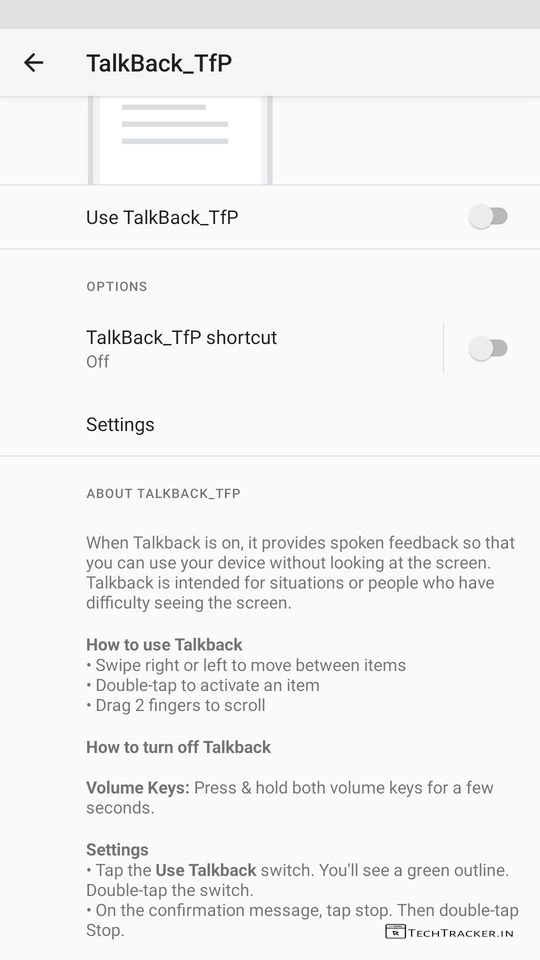 TalkBack_TfP
Use TalkBack_TfP
OPTIONS
TalkBack_TfP shortcut
Off
Settings
ABOUT TALKBACK_TFP
When Talkback is on, it provides spoken feedback so that
you can use your device without looking at the screen.
Talkback is intended for situations or people who have
difficulty seeing the screen.
How to use Talkback
• Swipe right or left to move between items
• Double-tap to activate an item
• Drag 2 fingers to scroll
How to turn off Talkback
Volume Keys: Press & hold both volume keys for a few
seconds.
Settings
• Tap the Use Talkback switch. You'll see a green outline.
Double-tap the switch.
• On the confirmation message, tap stop. Then double-tap
Stop.
TECHTRACKER.IN